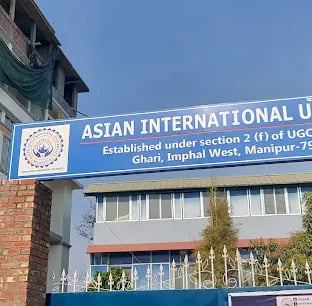 ASIAN INTERNATIONAL U
Established under section 2 (f) of UGC
Ghari, Imphal West, Manipur-79